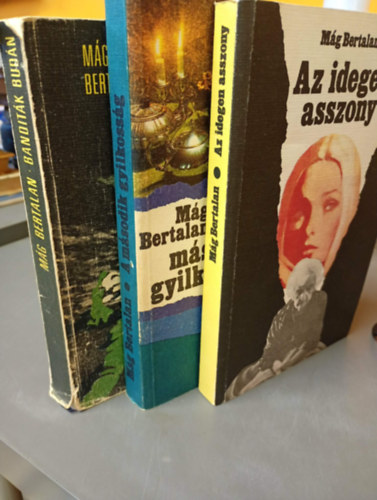 MÁG BERTALAN · BANDITÁK BUDÁN
MÁG
BERT
Mág Bertalan • A második gyilkosság
Mág
Bertalan
más
gyilk
Mág Bertalan • Az idegen asszony
Mág Bertalan
Az idege
asszony